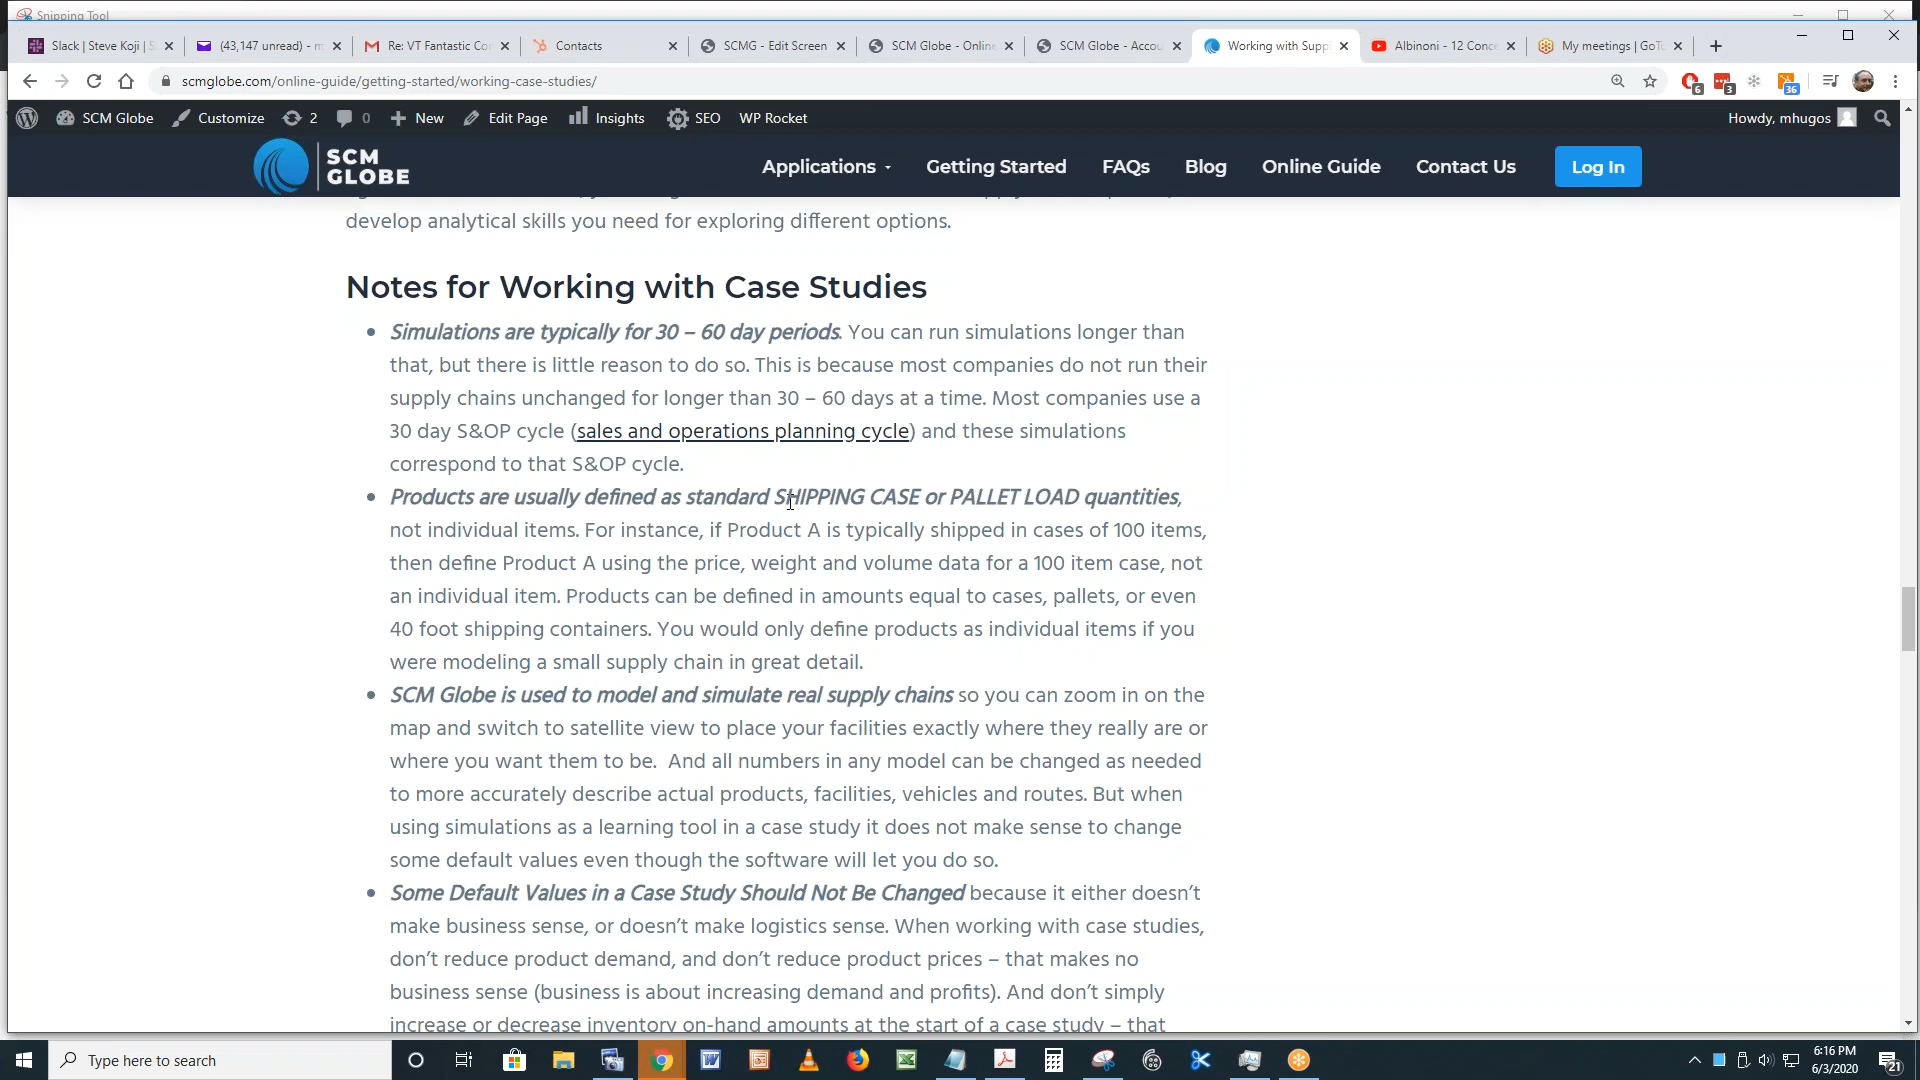 Snipping Tool
Slack | Steve Koji | S
(43,147 unread) - m
Re: VT Fantastic Co
Contacts
SCMG - Edit Screen
SCM Globe - Online
SCM Globe - Accou
Working with Supp
Albinoni - 12 Conce
My meetings | GoTo
scmglobe.com/online-guide/getting-started/working-case-studies/
6
3
36
SCM Globe
Customize
2
0
New
Edit Page
Insights
SEO
WP Rocket
Howdy, mhugos
SCM
GLOBE
Applications
Getting Started
FAQs
Blog
Online Guide
Contact Us
Log In
develop analytical skills you need for exploring different options.
Notes for Working with Case Studies
Simulations are typically for 30 – 60 day periods. You can run simulations longer than
that, but there is little reason to do so. This is because most companies do not run their
supply chains unchanged for longer than 30 – 60 days at a time. Most companies use a
30 day S&OP cycle (sales and operations planning cycle) and these simulations
correspond to that S&OP cycle.
Products are usually defined as standard SHIPPING CASE or PALLET LOAD quantities,
not individual items. For instance, if Product A is typically shipped in cases of 100 items,
then define Product A using the price, weight and volume data for a 100 item case, not
an individual item. Products can be defined in amounts equal to cases, pallets, or even
40 foot shipping containers. You would only define products as individual items if you
were modeling a small supply chain in great detail.
SCM Globe is used to model and simulate real supply chains so you can zoom in on the
map and switch to satellite view to place your facilities exactly where they really are or
where you want them to be. And all numbers in any model can be changed as needed
to more accurately describe actual products, facilities, vehicles and routes. But when
using simulations as a learning tool in a case study it does not make sense to change
some default values even though the software will let you do so.
Some Default Values in a Case Study Should Not Be Changed because it either doesn't
make business sense, or doesn't make logistics sense. When working with case studies,
don't reduce product demand, and don't reduce product prices – that makes no
business sense (business is about increasing demand and profits). And don't simply
increase or decrease inventory on-hand amounts at the start of a case study – that
Type here to search
6:16 PM
6/3/2020
21